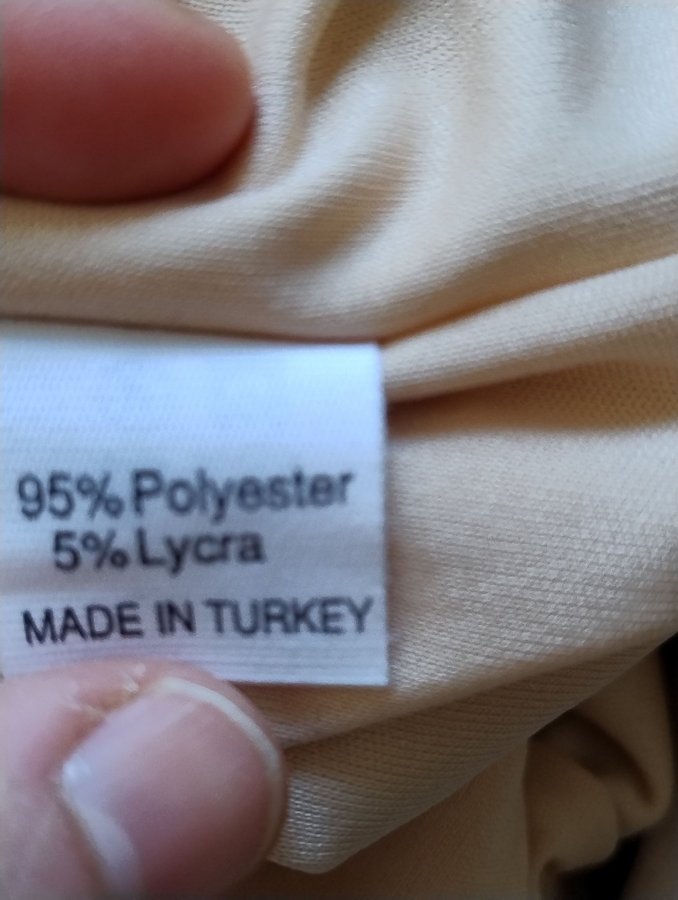 95% Polyester
5% Lycra
MADE IN TURKEY